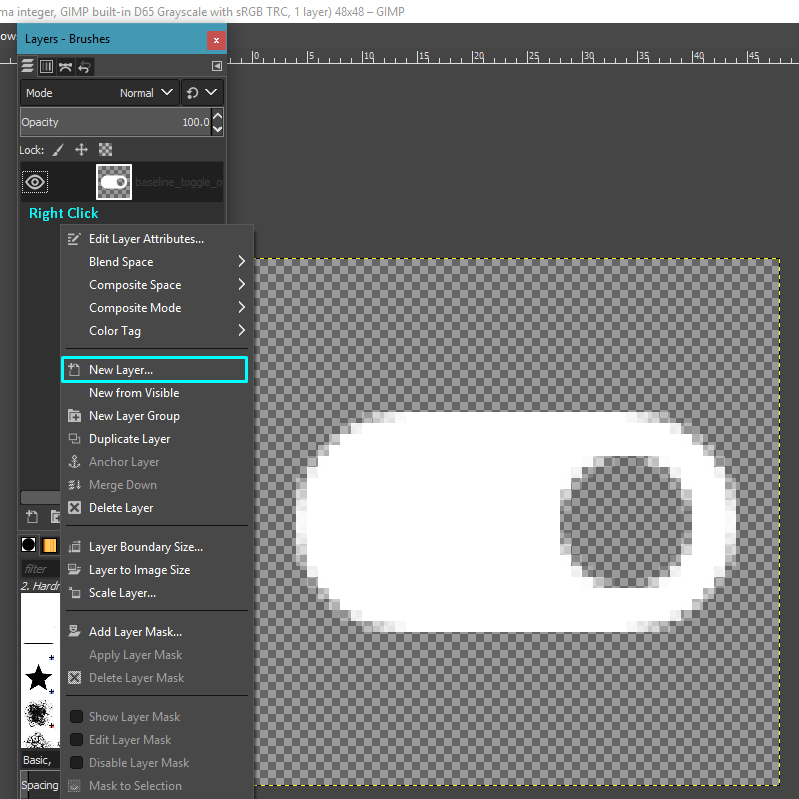 ma integer, GIMP built-in D65 Grayscale with sRGB TRC, 1 layer) 48x48 – GIMP
Layers - Brushes
0 5 10 15 20 25 30 35 40 45
Mode Normal
Opacity 100.0
Lock:
baseline_toggle_o
Right Click
Edit Layer Attributes...
Blend Space
Composite Space
Composite Mode
Color Tag
New Layer...
New from Visible
New Layer Group
Duplicate Layer
Anchor Layer
Merge Down
Delete Layer
Layer Boundary Size...
Layer to Image Size
Scale Layer...
Add Layer Mask...
Apply Layer Mask
Delete Layer Mask
Show Layer Mask
Edit Layer Mask
Disable Layer Mask
Mask to Selection
filter
2. Hardn
Basic,
Spacing